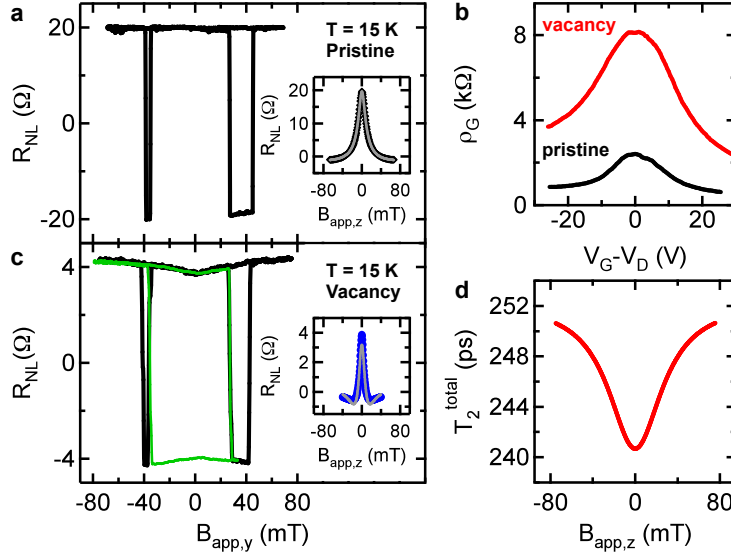 a
T = 15 K
Pristine
R_NL (Ω)
20
0
-20
R_NL (Ω)
20
10
0
-80 0 80
B_app,z (mT)
b
vacancy
pristine
ρ_G (kΩ)
8
4
0
-20 0 20
V_G-V_D (V)
c
T = 15 K
Vacancy
R_NL (Ω)
4
0
-4
R_NL (Ω)
4
3
2
1
0
-80 0 80
B_app,z (mT)
-80 -40 0 40 80
B_app,y (mT)
d
T_2^total (ps)
252
248
244
240
-80 0 80
B_app,z (mT)